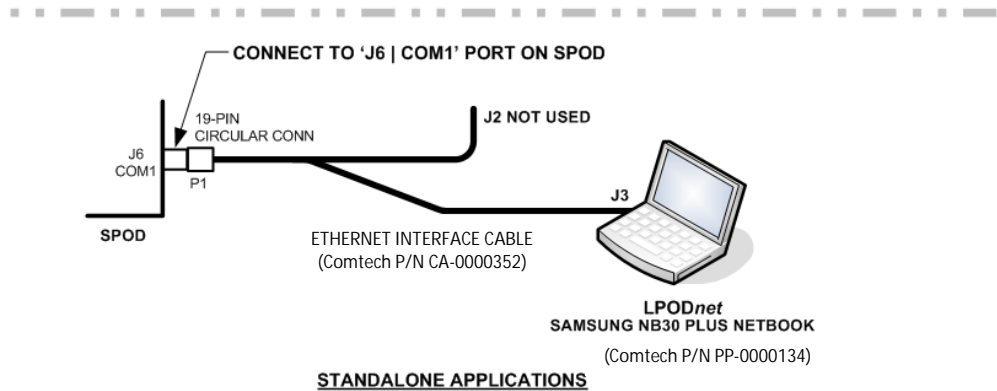 CONNECT TO 'J6 | COM1' PORT ON SPOD
19-PIN
CIRCULAR CONN
J2 NOT USED
J6
COM1
P1
J3
SPOD
ETHERNET INTERFACE CABLE
(Comtech P/N CA-0000352)
LPODnet
SAMSUNG NB30 PLUS NETBOOK
(Comtech P/N PP-0000134)
STANDALONE APPLICATIONS